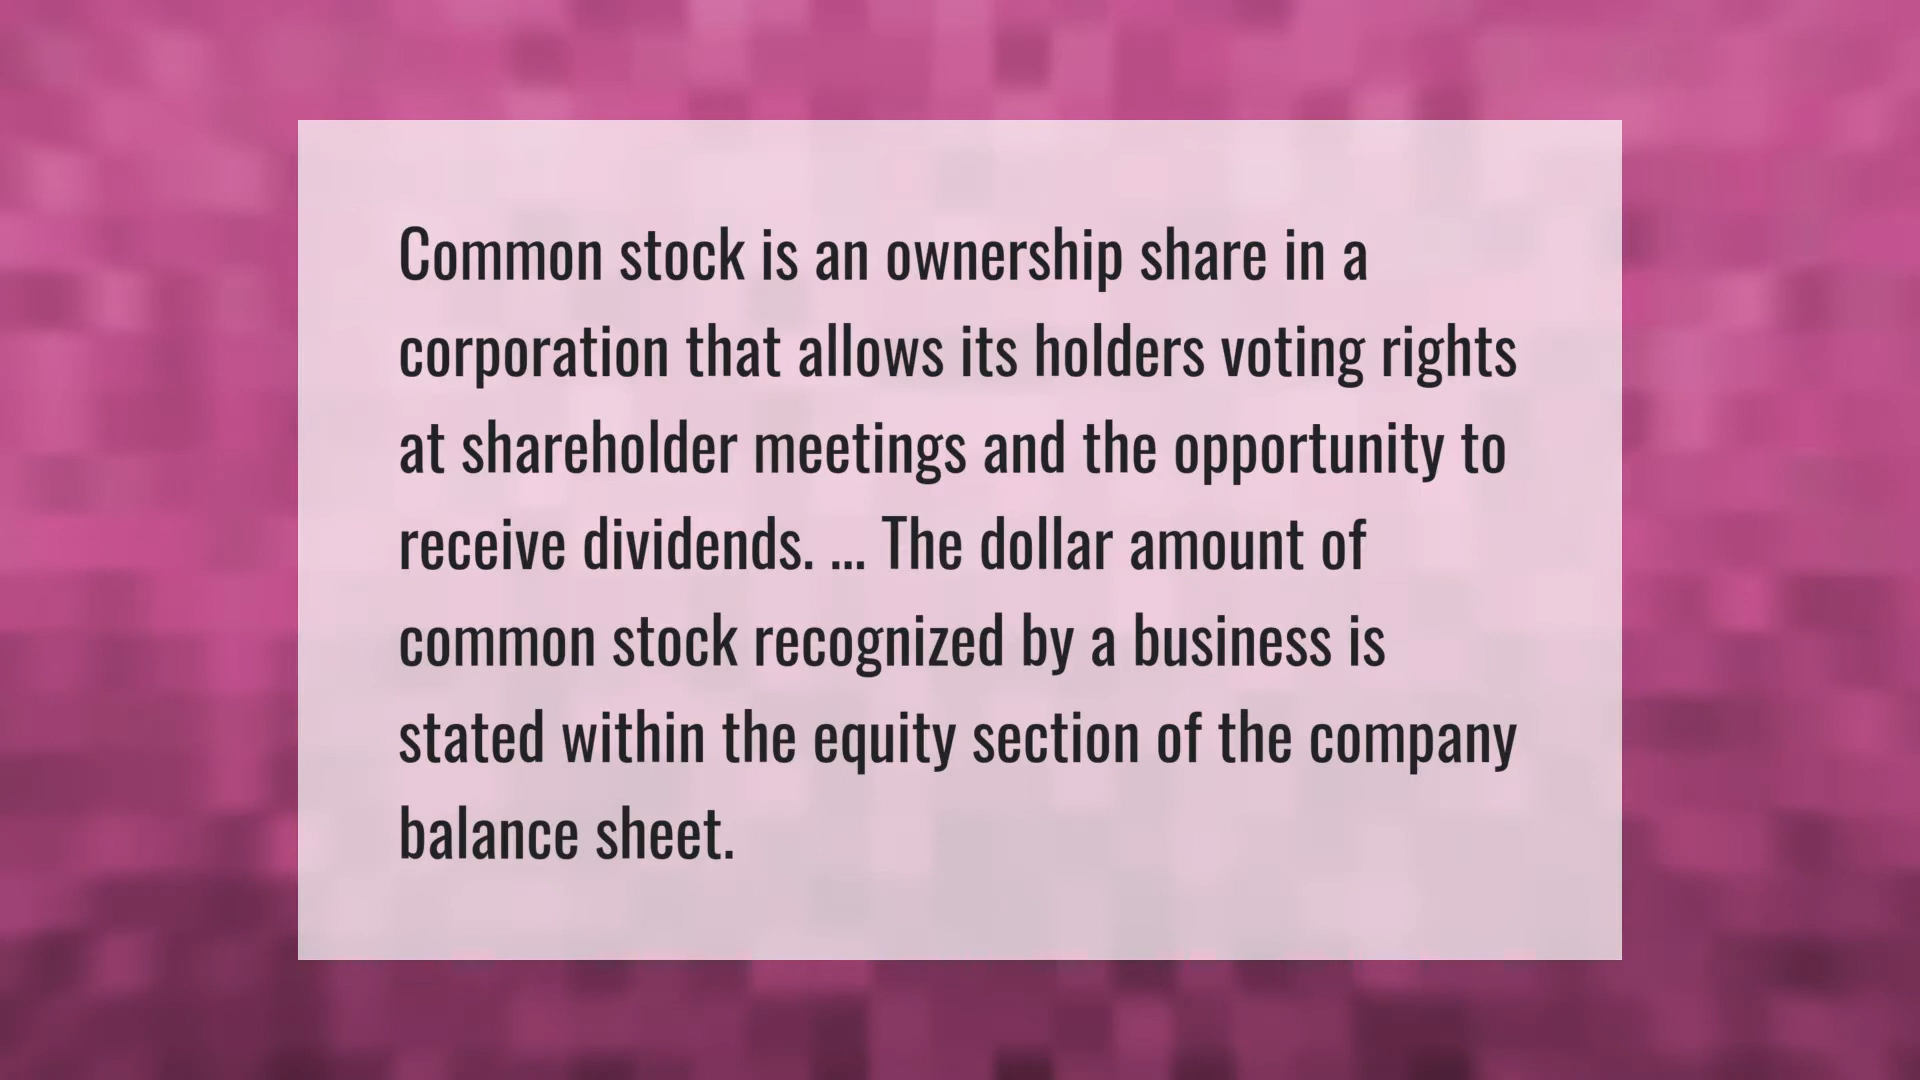 Common stock is an ownership share in a
corporation that allows its holders voting rights
at shareholder meetings and the opportunity to
receive dividends. ... The dollar amount of
common stock recognized by a business is
stated within the equity section of the company
balance sheet.